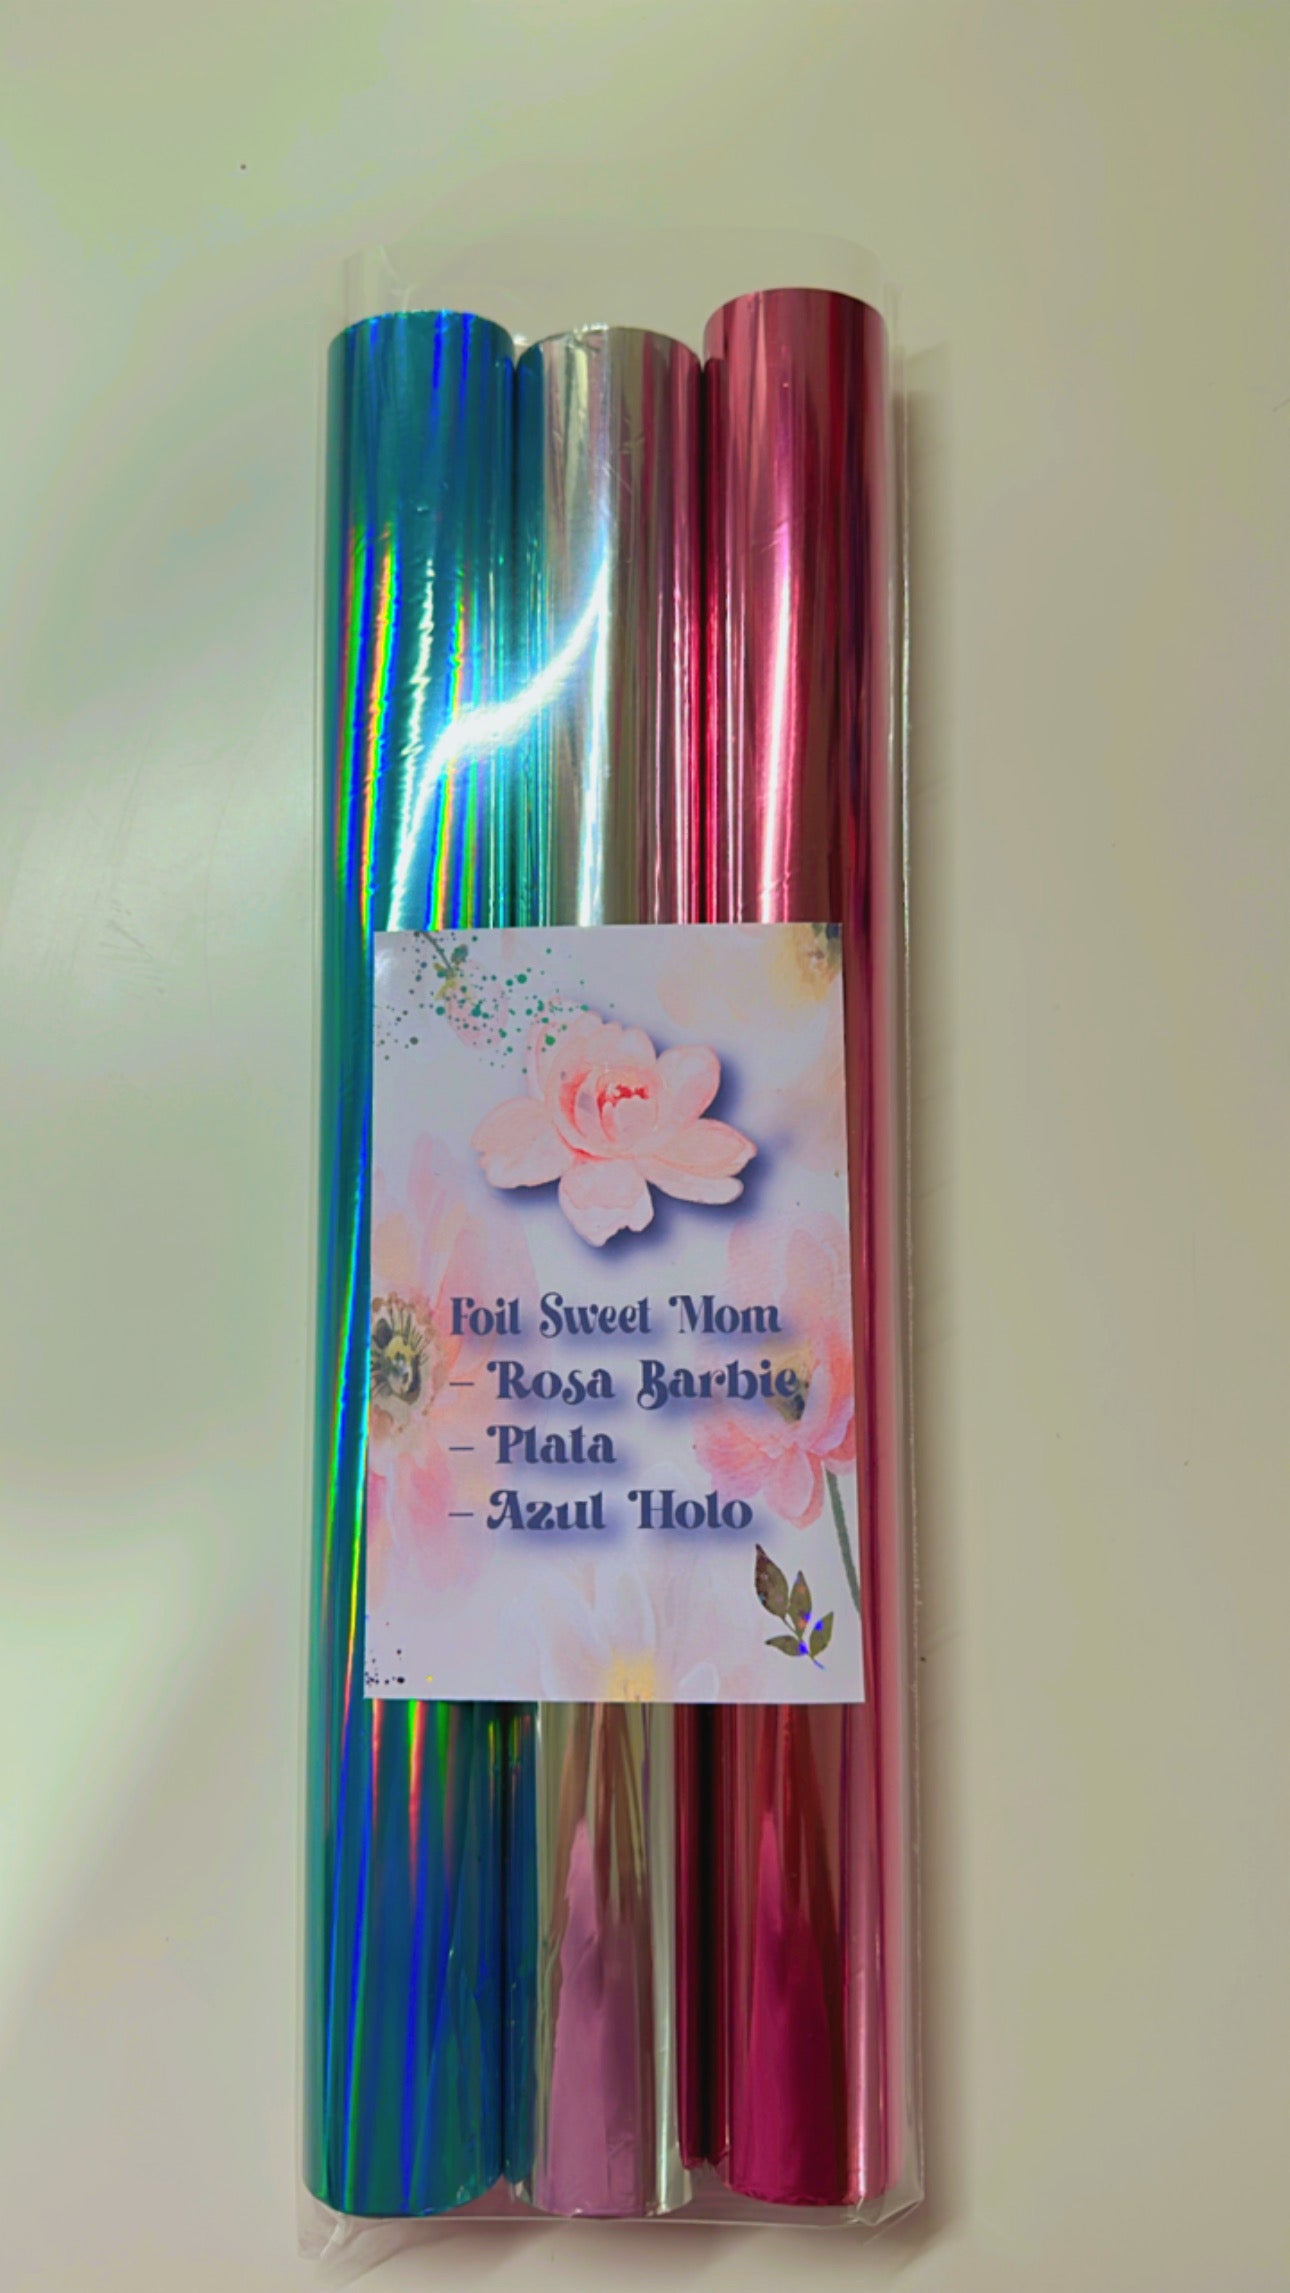 Foil Sweet Mom
- Rosa Barbie
- Plata
- Azul Holo